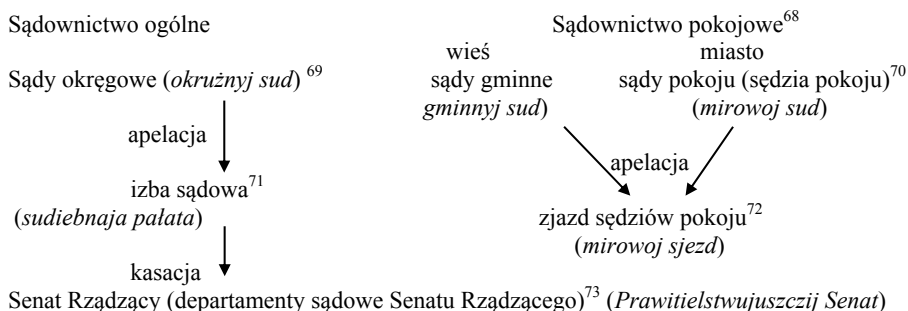 Sądownictwo ogólne
Sądownictwo pokojowe68
wieś
miasto
Sądy okręgowe (okrużnyj sud) 69
sądy gminne
sądy pokoju (sędzia pokoju)70
gminnyj sud)
(mirowoj sud)
apelacja
apelacja
izba sądowa71
(sudiebnaja pałata)
zjazd sędziów pokoju72
(mirowoj sjezd)
kasacja
Senat Rządzący (departamenty sądowe Senatu Rządzącego)73 (Prawitielstwujuszczij Senat)